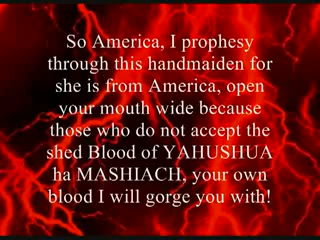 So America, I prophesy
through this handmaiden for
she is from America, open
your mouth wide because
those who do not accept the
shed Blood of YAHUSHUA
ha MASHIACH, your own
blood I will gorge you with!